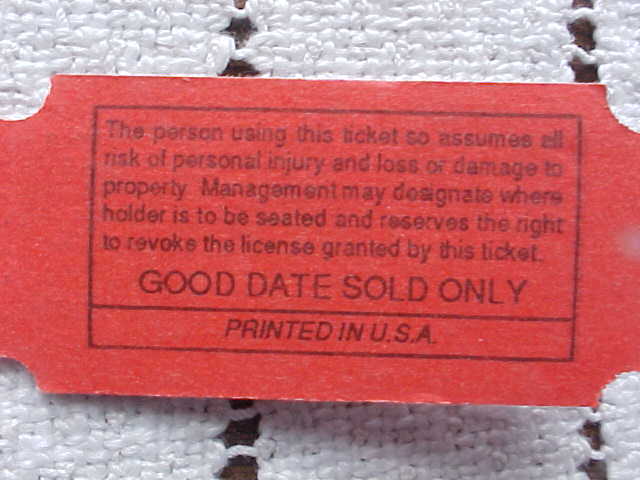 The person using this ticket so assumes all
risk of personal injury and loss or damage to
property. Management may designate where
holder is to be seated and reserves the right
to revoke the license granted by this ticket.
GOOD DATE SOLD ONLY
PRINTED IN U.S.A.